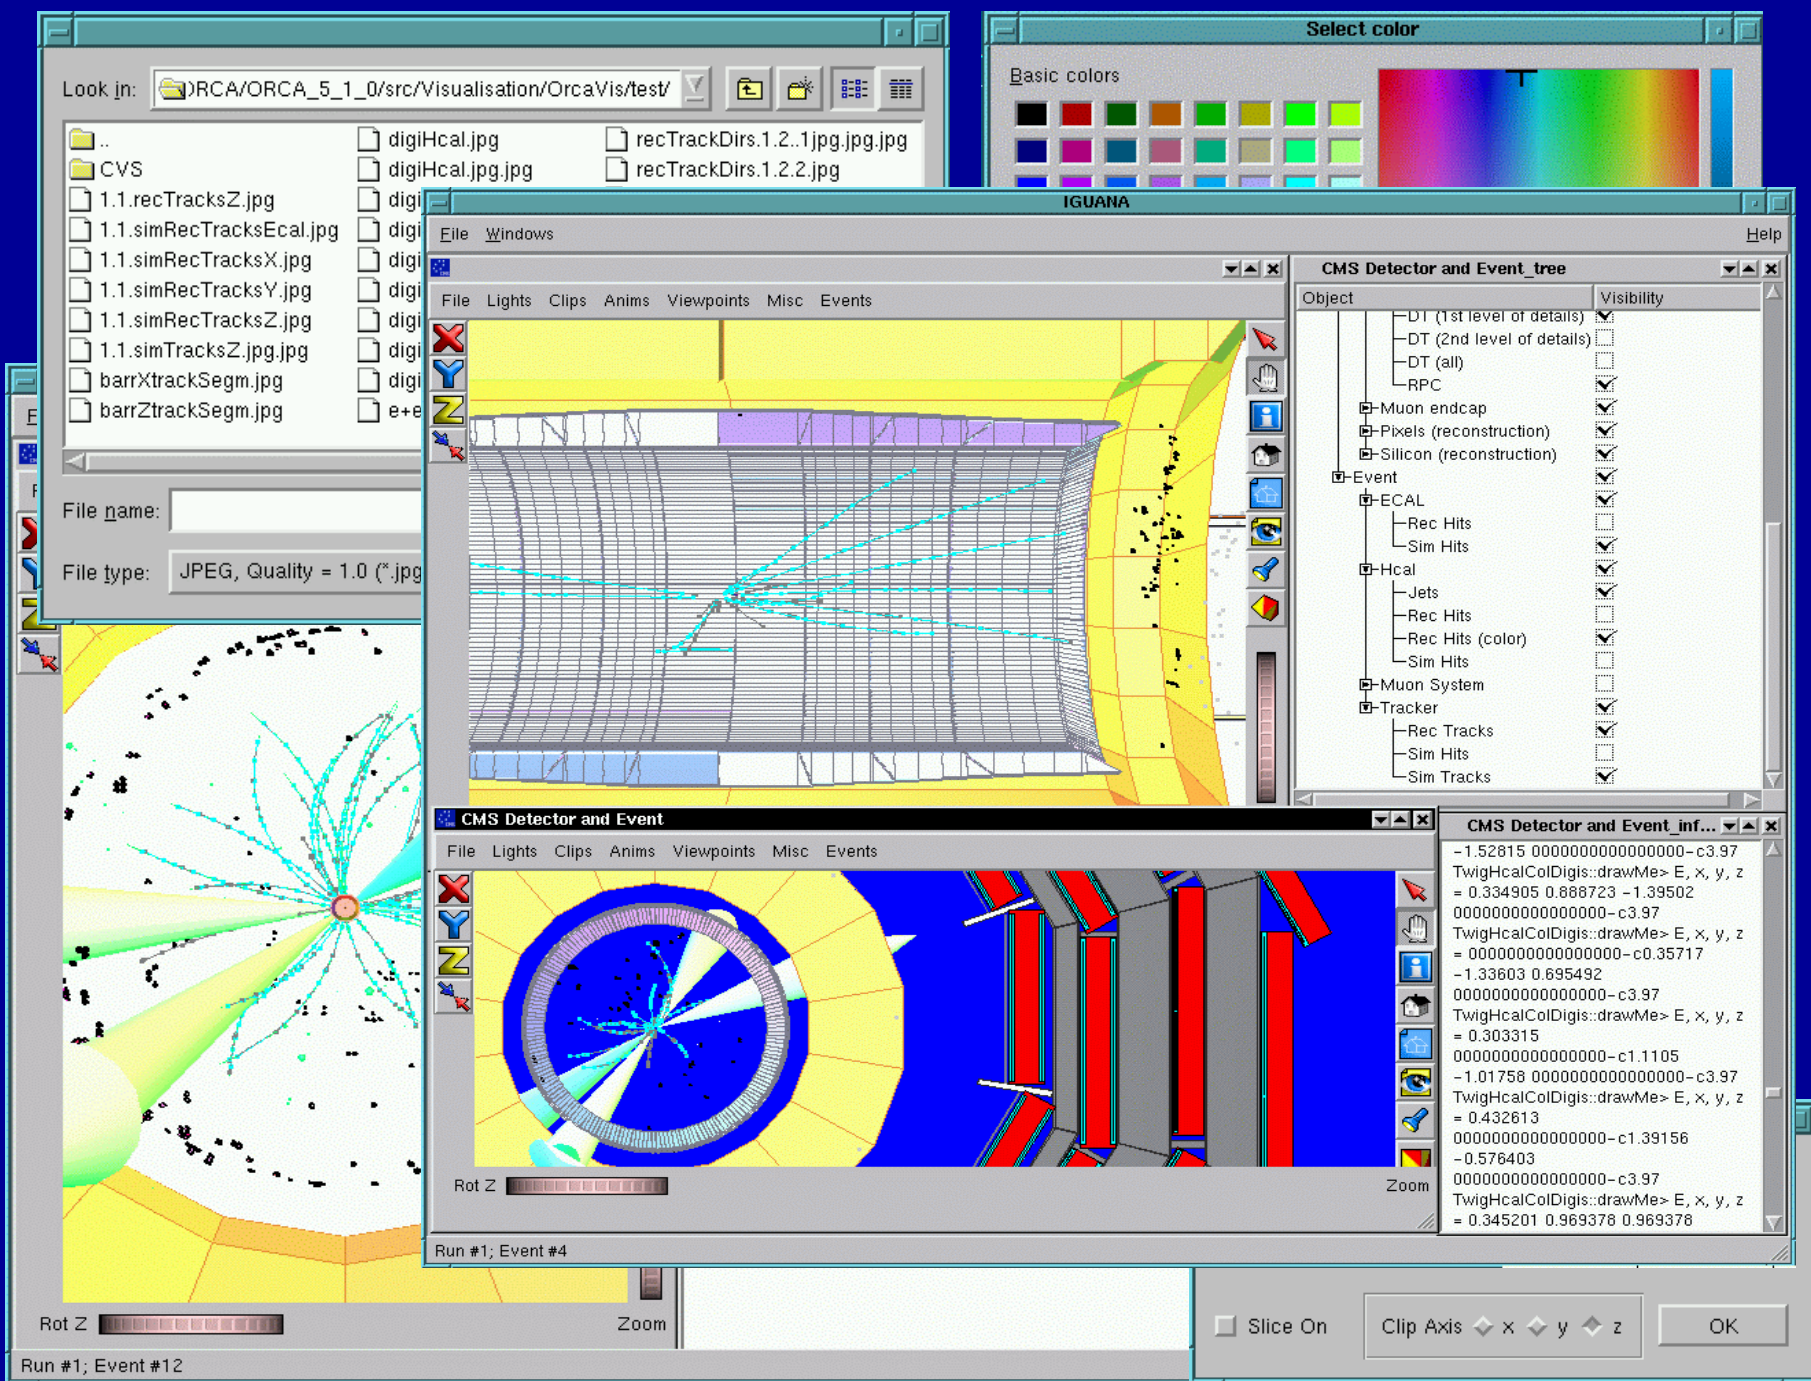 Look in:
ORCA/ORCA_5_1_0/src/Visualisation/OrcaVis/test/
..
CVS
1.1.recTracksZ.jpg
1.1.simRecTracksEcal.jpg
1.1.simRecTracksX.jpg
1.1.simRecTracksY.jpg
1.1.simRecTracksZ.jpg
1.1.simTracksZ.jpg.jpg
barrXtrackSegm.jpg
barrZtrackSegm.jpg
digiHcal.jpg
digiHcal.jpg.jpg
digi
digi
digi
digi
digi
digi
digi
e+e
recTrackDirs.1.2..1jpg.jpg.jpg
recTrackDirs.1.2.2.jpg
File name:
File type:
JPEG, Quality = 1.0 (*.jpg
Select color
Basic colors
IGUANA
File Windows Help
File Lights Clips Anims Viewpoints Misc Events
X
Y
Z
CMS Detector and Event_tree
Object Visibility
DT (1st level of details)
DT (2nd level of details)
DT (all)
RPC
Muon endcap
Pixels (reconstruction)
Silicon (reconstruction)
Event
ECAL
Rec Hits
Sim Hits
Hcal
Jets
Rec Hits
Rec Hits (color)
Sim Hits
Muon System
Tracker
Rec Tracks
Sim Hits
Sim Tracks
CMS Detector and Event
File Lights Clips Anims Viewpoints Misc Events
X
Y
Z
Rot Z
Zoom
CMS Detector and Event_inf...
-1.52815 0000000000000000-c3.97
TwigHcalColDigis::drawMe> E, x, y, z
= 0.334905 0.888723 -1.39502
0000000000000000-c3.97
TwigHcalColDigis::drawMe> E, x, y, z
= 0000000000000000-c0.35717
-1.33603 0.695492
0000000000000000-c3.97
TwigHcalColDigis::drawMe> E, x, y, z
= 0.303315
0000000000000000-c1.1105
-1.01758 0000000000000000-c3.97
TwigHcalColDigis::drawMe> E, x, y, z
= 0.432613
0000000000000000-c1.39156
-0.576403
0000000000000000-c3.97
TwigHcalColDigis::drawMe> E, x, y, z
= 0.345201 0.969378 0.969378
Run #1; Event #4
Rot Z
Zoom
Run #1; Event #12
Slice On
Clip Axis x y z
OK